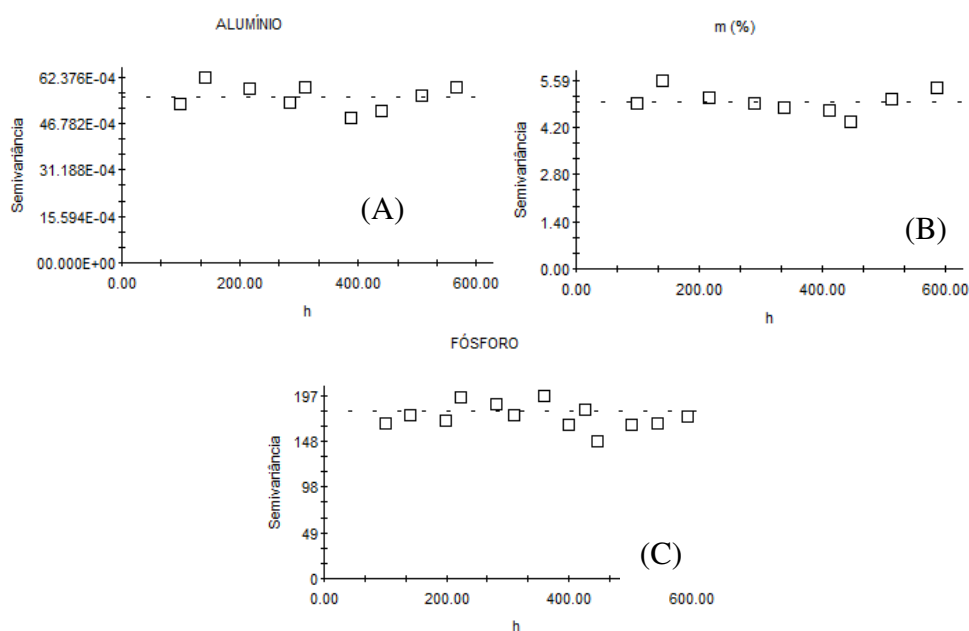 ALUMÍNIO
Semivariância
62.376E-04
46.782E-04
31.188E-04
15.594E-04
00.000E+00
(A)
0.00 200.00 400.00 600.00
h
m (%)
Semivariância
5.59
4.20
2.80
1.40
0.00
(B)
0.00 200.00 400.00 600.00
h
FÓSFORO
Semivariância
197
148
98
49
0
(C)
0.00 200.00 400.00 600.00
h